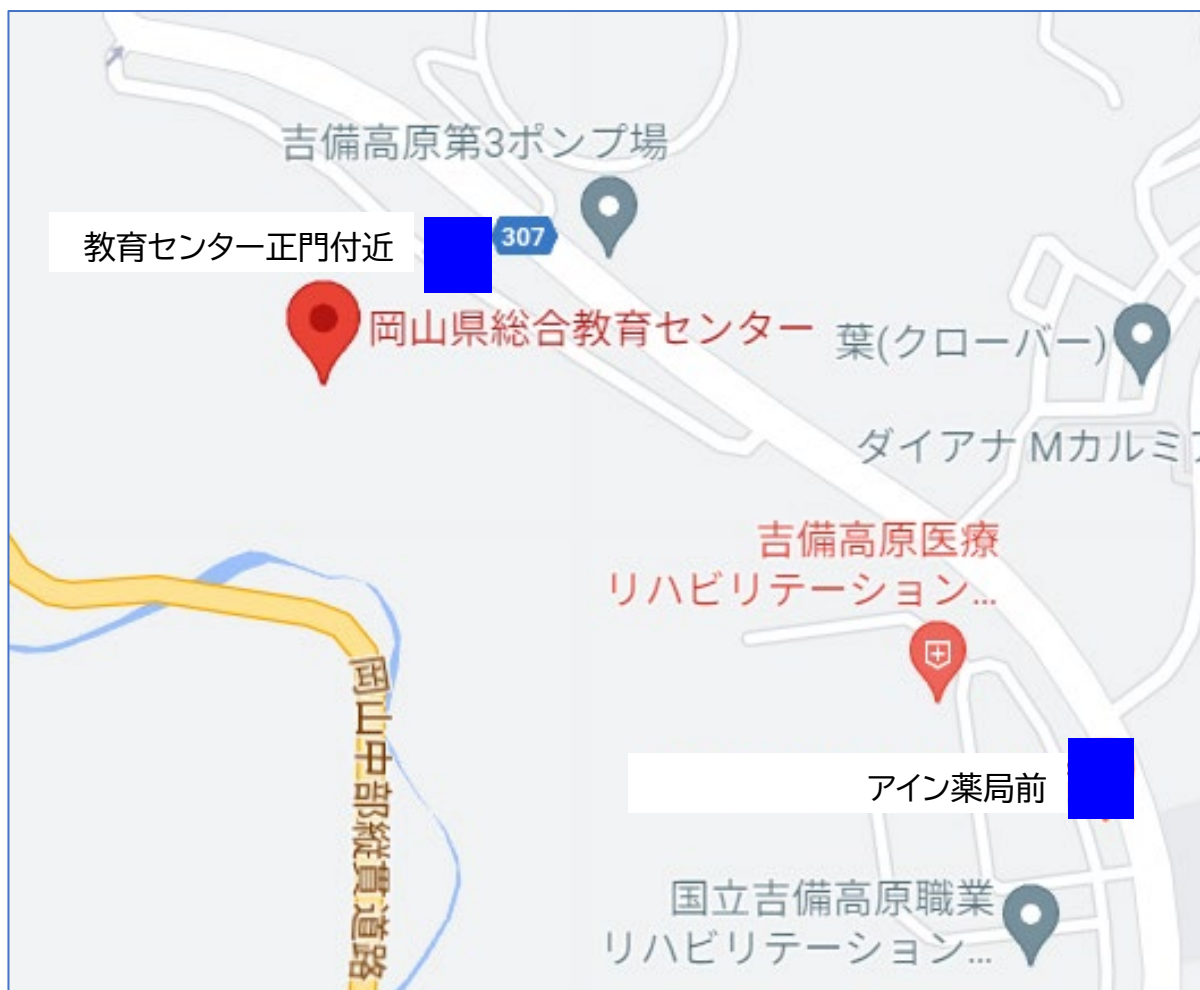 吉備高原第3ポンプ場
教育センター正門付近
307
岡山県総合教育センター
葉(クローバー)
ダイアナ Mカルミア
吉備高原医療
リハビリテーション...
岡山中部縦貫道路
アイン薬局前
国立吉備高原職業
リハビリテーション...